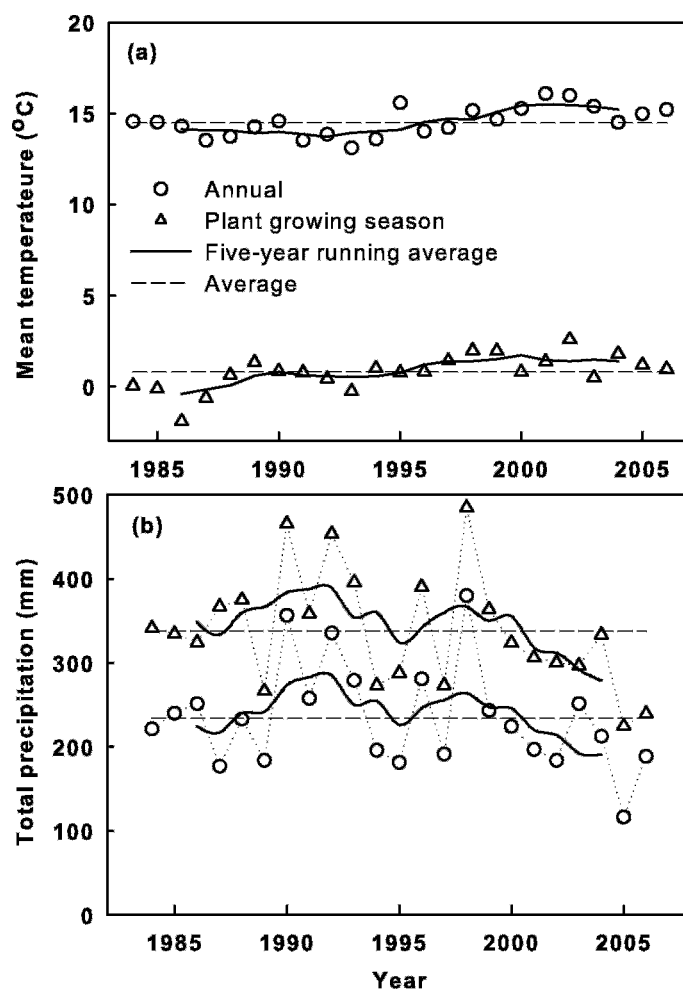 20
(a)
15
Annual
Plant growing season
10
Five-year running average
Average
5
0
Mean temperateure (°C)
1985 1990 1995 2000 2005
500
(b)
400
300
200
100
0
Total precipitation (mm)
1985 1990 1995 2000 2005
Year